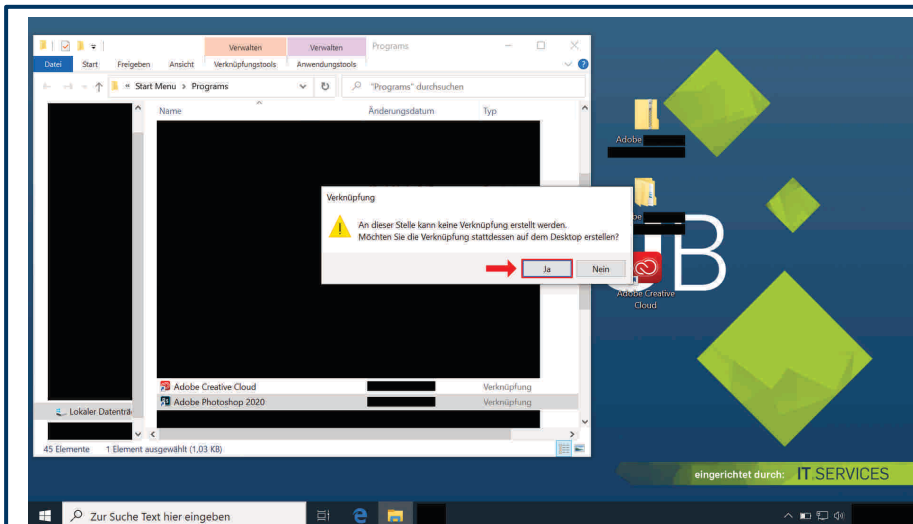 Verwalten
Verwalten
Programs
Datei
Start
Freigeben
Ansicht
Verknüpfungstools
Anwendungstools
« Start Menu > Programs
"Programs" durchsuchen
Name
Änderungsdatum
Typ
Adobe
Verknüpfung
An dieser Stelle kann keine Verknüpfung erstellt werden.
Möchten Sie die Verknüpfung stattdessen auf dem Desktop erstellen?
Ja
Nein
be
UB
Adobe Creative
Cloud
Adobe Creative Cloud
Verknüpfung
Adobe Photoshop 2020
Verknüpfung
Lokaler Datenträ
45 Elemente
1 Element ausgewählt (1,03 KB)
eingerichtet durch: IT.SERVICES
Zur Suche Text hier eingeben